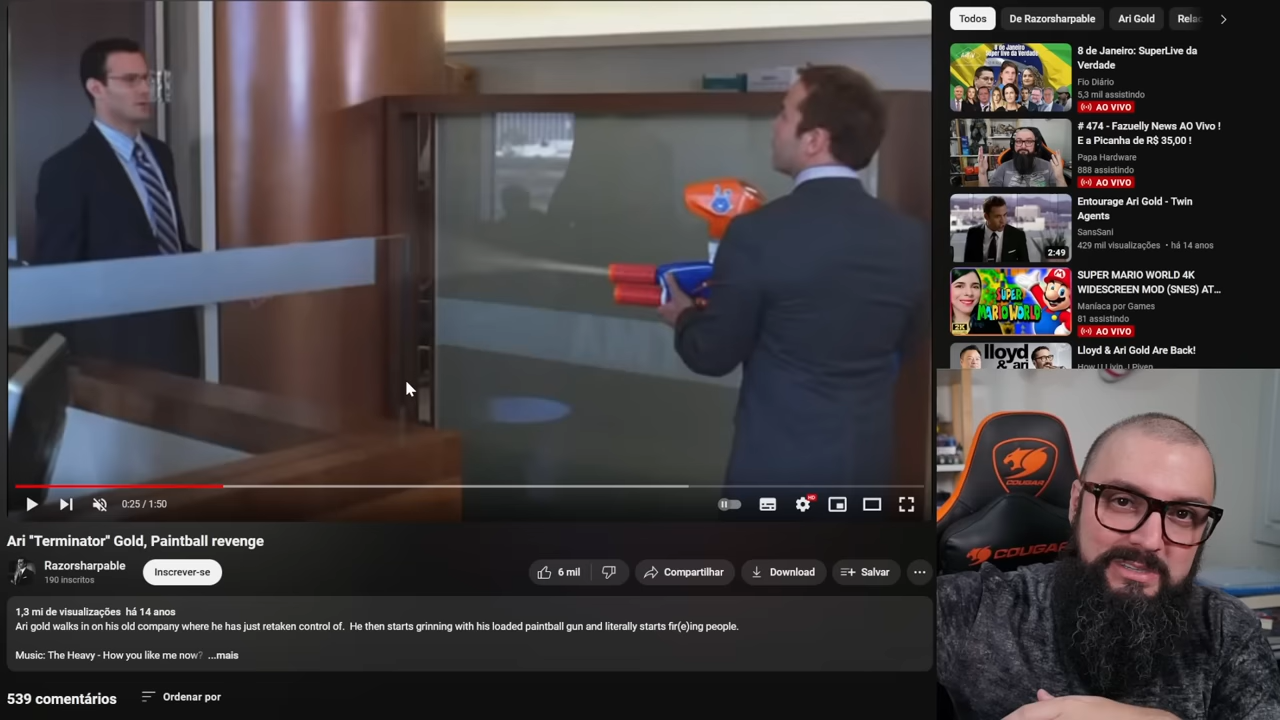 Todos
De Razorsharpable
Ari Gold
8 de Janeiro: SuperLive da
Verdade
Fio Diário
5,3 mil assistindo
AO VIVO
# 474 - Fazuelly News AO Vivo !
E a Picanha de R$ 35,00 !
Papa Hardware
888 assistindo
AO VIVO
Entourage Ari Gold - Twin
Agents
SansSani
429 mil visualizações • há 14 anos
2:49
SUPER MARIO WORLD 4K
WIDESCREEN MOD (SNES) AT...
Maníaca por Games
81 assistindo
AO VIVO
SUPER
MARIO WORLD
2K
Lloyd & Ari Gold Are Back!
lloyd
& ari
0:25 / 1:50
HD
Ari "Terminator" Gold, Paintball revenge
Razorsharpable
190 inscritos
Inscrever-se
6 mil
Compartilhar
Download
Salvar
1,3 mi de visualizações há 14 anos
Ari gold walks in on his old company where he has just retaken control of. He then starts grinning with his loaded paintball gun and literally starts fir(e)ing people.
Music: The Heavy - How you like me now? ...mais
539 comentários
Ordenar por
COUGAR
COUGAR